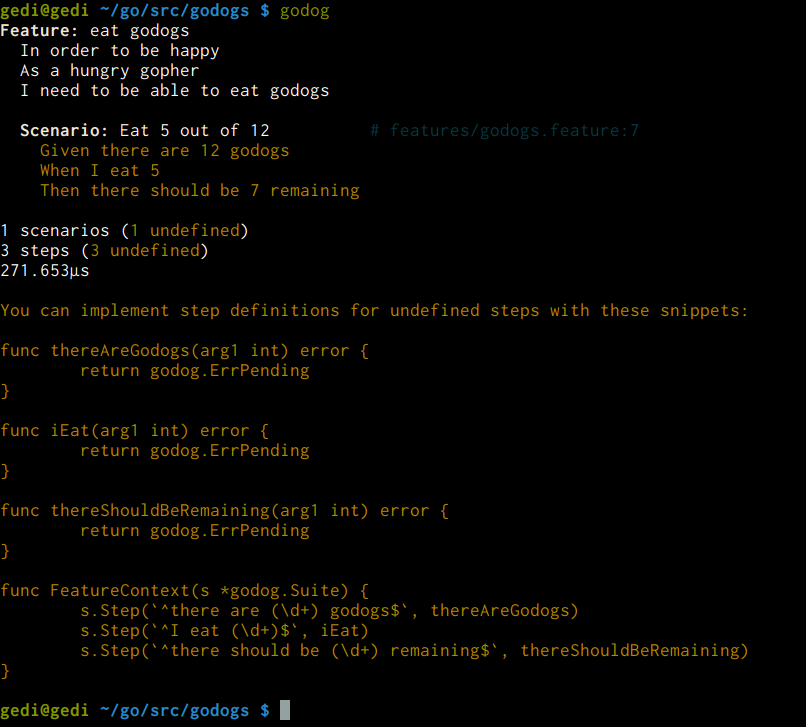 gedi@gedi ~/go/src/godogs $ godog
Feature: eat godogs
  In order to be happy
  As a hungry gopher
  I need to be able to eat godogs

  Scenario: Eat 5 out of 12          # features/godogs.feature:7
    Given there are 12 godogs
    When I eat 5
    Then there should be 7 remaining

1 scenarios (1 undefined)
3 steps (3 undefined)
271.653µs

You can implement step definitions for undefined steps with these snippets:

func thereAreGodogs(arg1 int) error {
        return godog.ErrPending
}

func iEat(arg1 int) error {
        return godog.ErrPending
}

func thereShouldBeRemaining(arg1 int) error {
        return godog.ErrPending
}

func FeatureContext(s *godog.Suite) {
        s.Step(`^there are (\d+) godogs$`, thereAreGodogs)
        s.Step(`^I eat (\d+)$`, iEat)
        s.Step(`^there should be (\d+) remaining$`, thereShouldBeRemaining)
}

gedi@gedi ~/go/src/godogs $